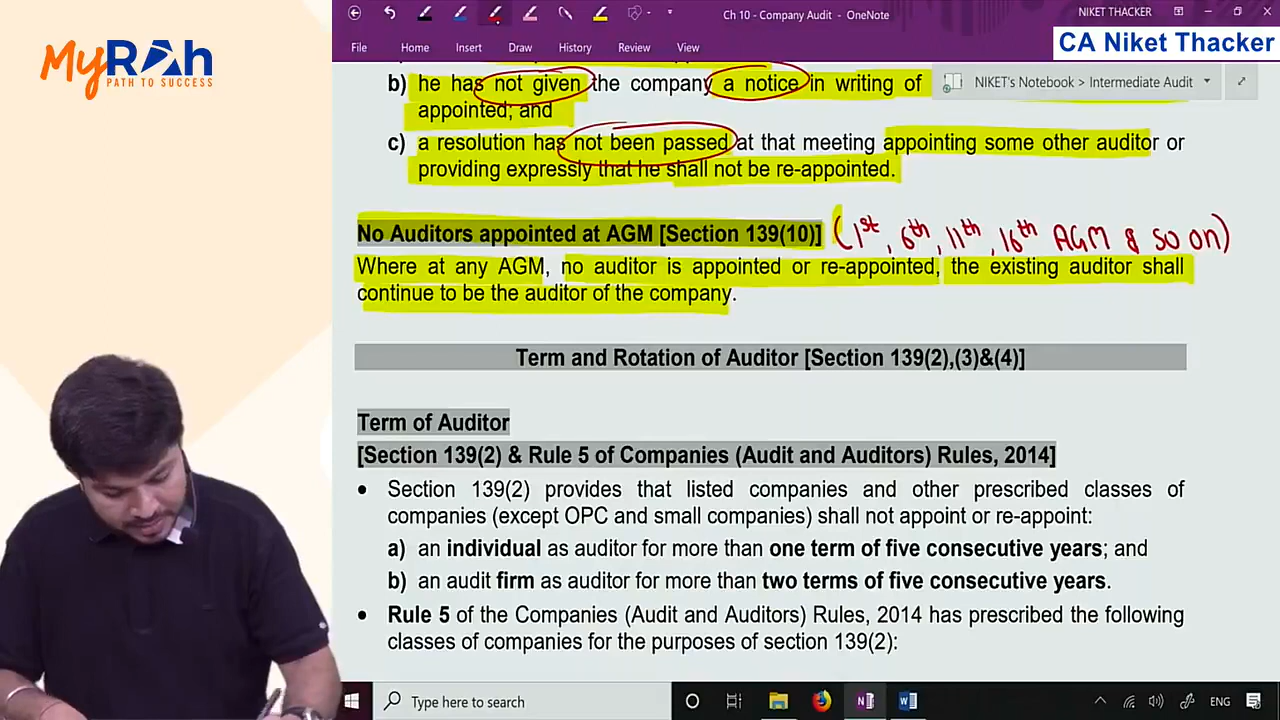 MyRAh
PATH TO SUCCESS
Ch 10 - Company Audit - OneNote
NIKET THACKER
File Home Insert Draw History Review View
CA Niket Thacker
b) he has not given the company a notice in writing of
NIKET's Notebook > Intermediate Audit
appointed; and
c) a resolution has not been passed at that meeting appointing some other auditor or
providing expressly that he shall not be re-appointed.
No Auditors appointed at AGM [Section 139(10)] (1st, 6th, 11th, 16th AGM & so on)
Where at any AGM, no auditor is appointed or re-appointed, the existing auditor shall
continue to be the auditor of the company.
Term and Rotation of Auditor [Section 139(2),(3)&(4)]
Term of Auditor
[Section 139(2) & Rule 5 of Companies (Audit and Auditors) Rules, 2014]
• Section 139(2) provides that listed companies and other prescribed classes of
companies (except OPC and small companies) shall not appoint or re-appoint:
a) an individual as auditor for more than one term of five consecutive years; and
b) an audit firm as auditor for more than two terms of five consecutive years.
• Rule 5 of the Companies (Audit and Auditors) Rules, 2014 has prescribed the following
classes of companies for the purposes of section 139(2):
Type here to search
ENG